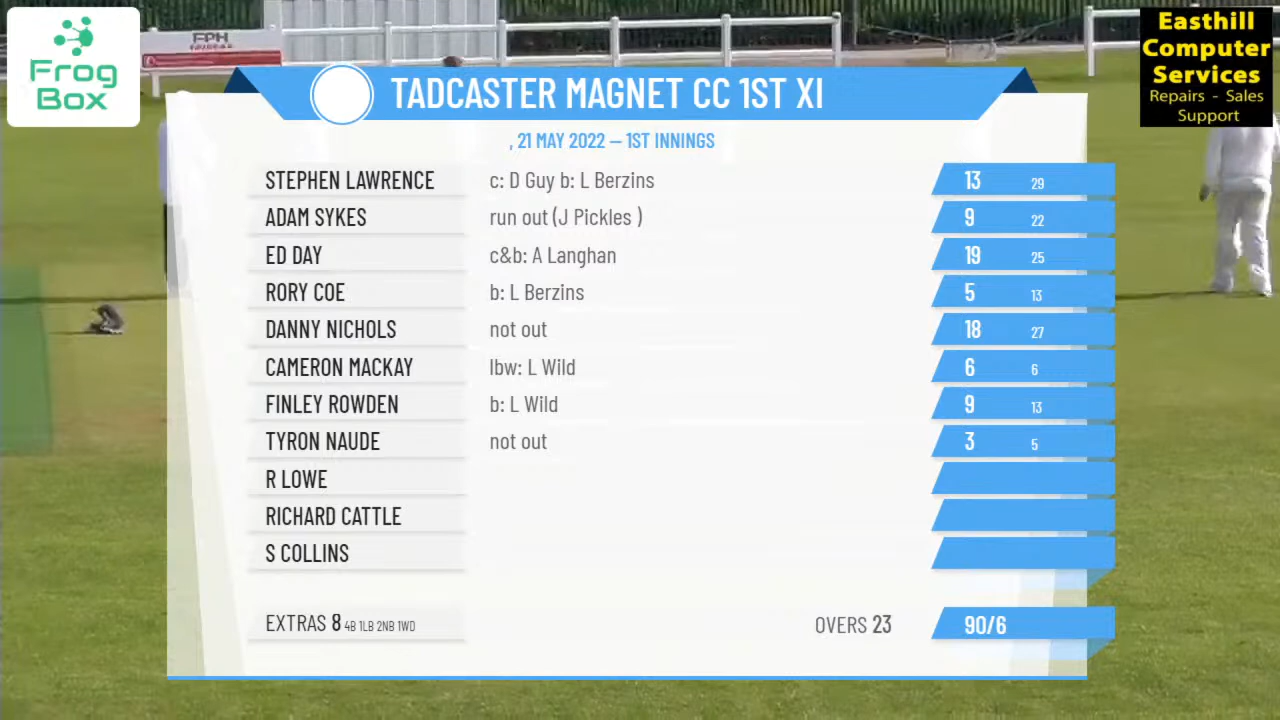 Frog
Box
FPH
TADCASTER MAGNET CC 1ST XI
Easthill
Computer
Services
Repairs - Sales
Support
, 21 MAY 2022 – 1ST INNINGS
STEPHEN LAWRENCE c: D Guy b: L Berzins 13 29
ADAM SYKES run out (J Pickles ) 9 22
ED DAY c&b: A Langhan 19 25
RORY COE b: L Berzins 5 13
DANNY NICHOLS not out 18 27
CAMERON MACKAY lbw: L Wild 6 6
FINLEY ROWDEN b: L Wild 9 13
TYRON NAUDE not out 3 5
R LOWE
RICHARD CATTLE
S COLLINS
EXTRAS 8 4B 1LB 2NB 1WD OVERS 23 90/6